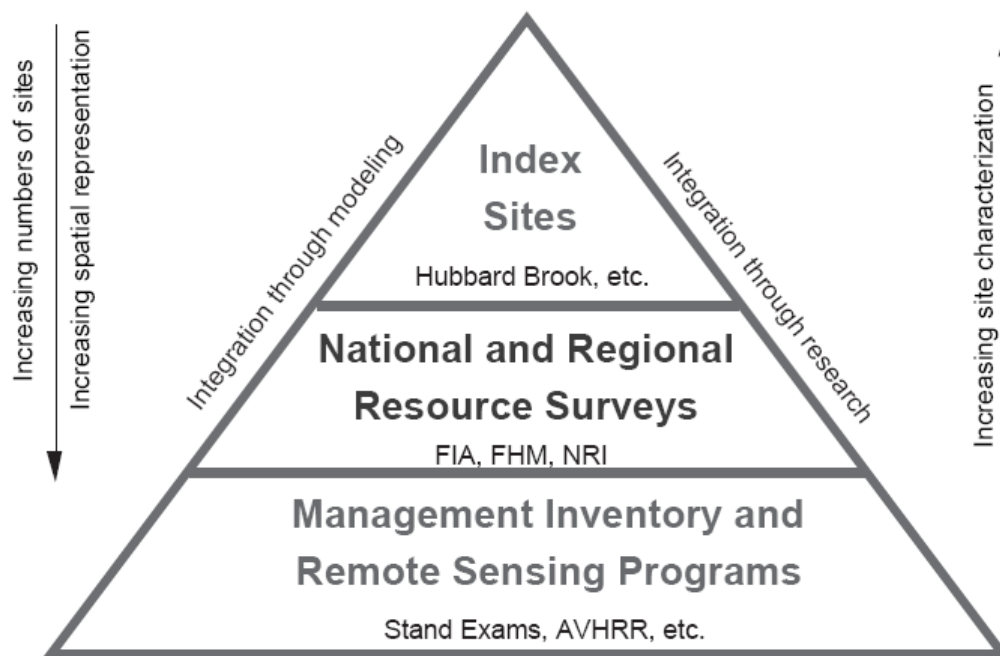 Increasing numbers of sites
Increasing spatial representation
Integration through modeling
Index
Sites
Hubbard Brook, etc.
Integration through research
Increasing site characterization
National and Regional
Resource Surveys
FIA, FHM, NRI
Management Inventory and
Remote Sensing Programs
Stand Exams, AVHRR, etc.